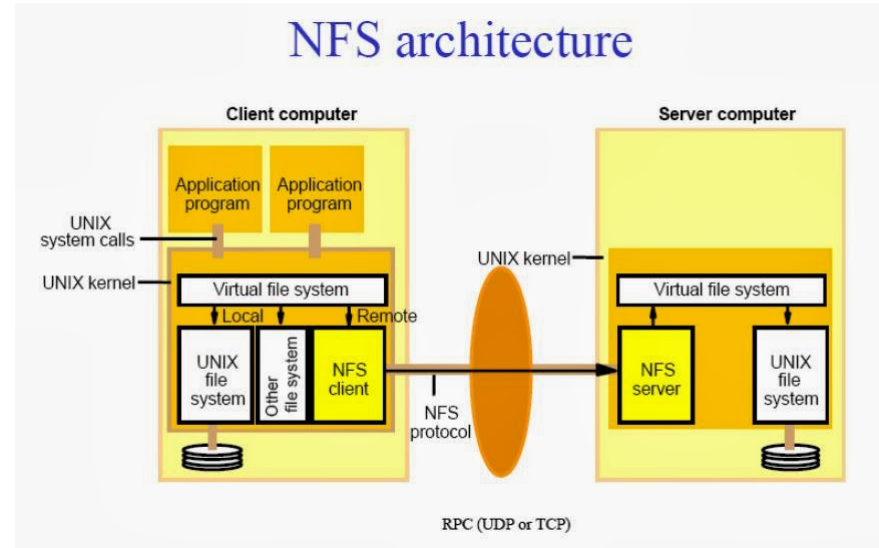 NFS architecture
Client computer
Server computer
Application
program
Application
program
UNIX
system calls
UNIX kernel
Virtual file system
Local
Remote
UNIX
file
system
Other
file system
NFS
client
NFS
protocol
UNIX kernel
Virtual file system
NFS
server
UNIX
file
system
RPC (UDP or TCP)